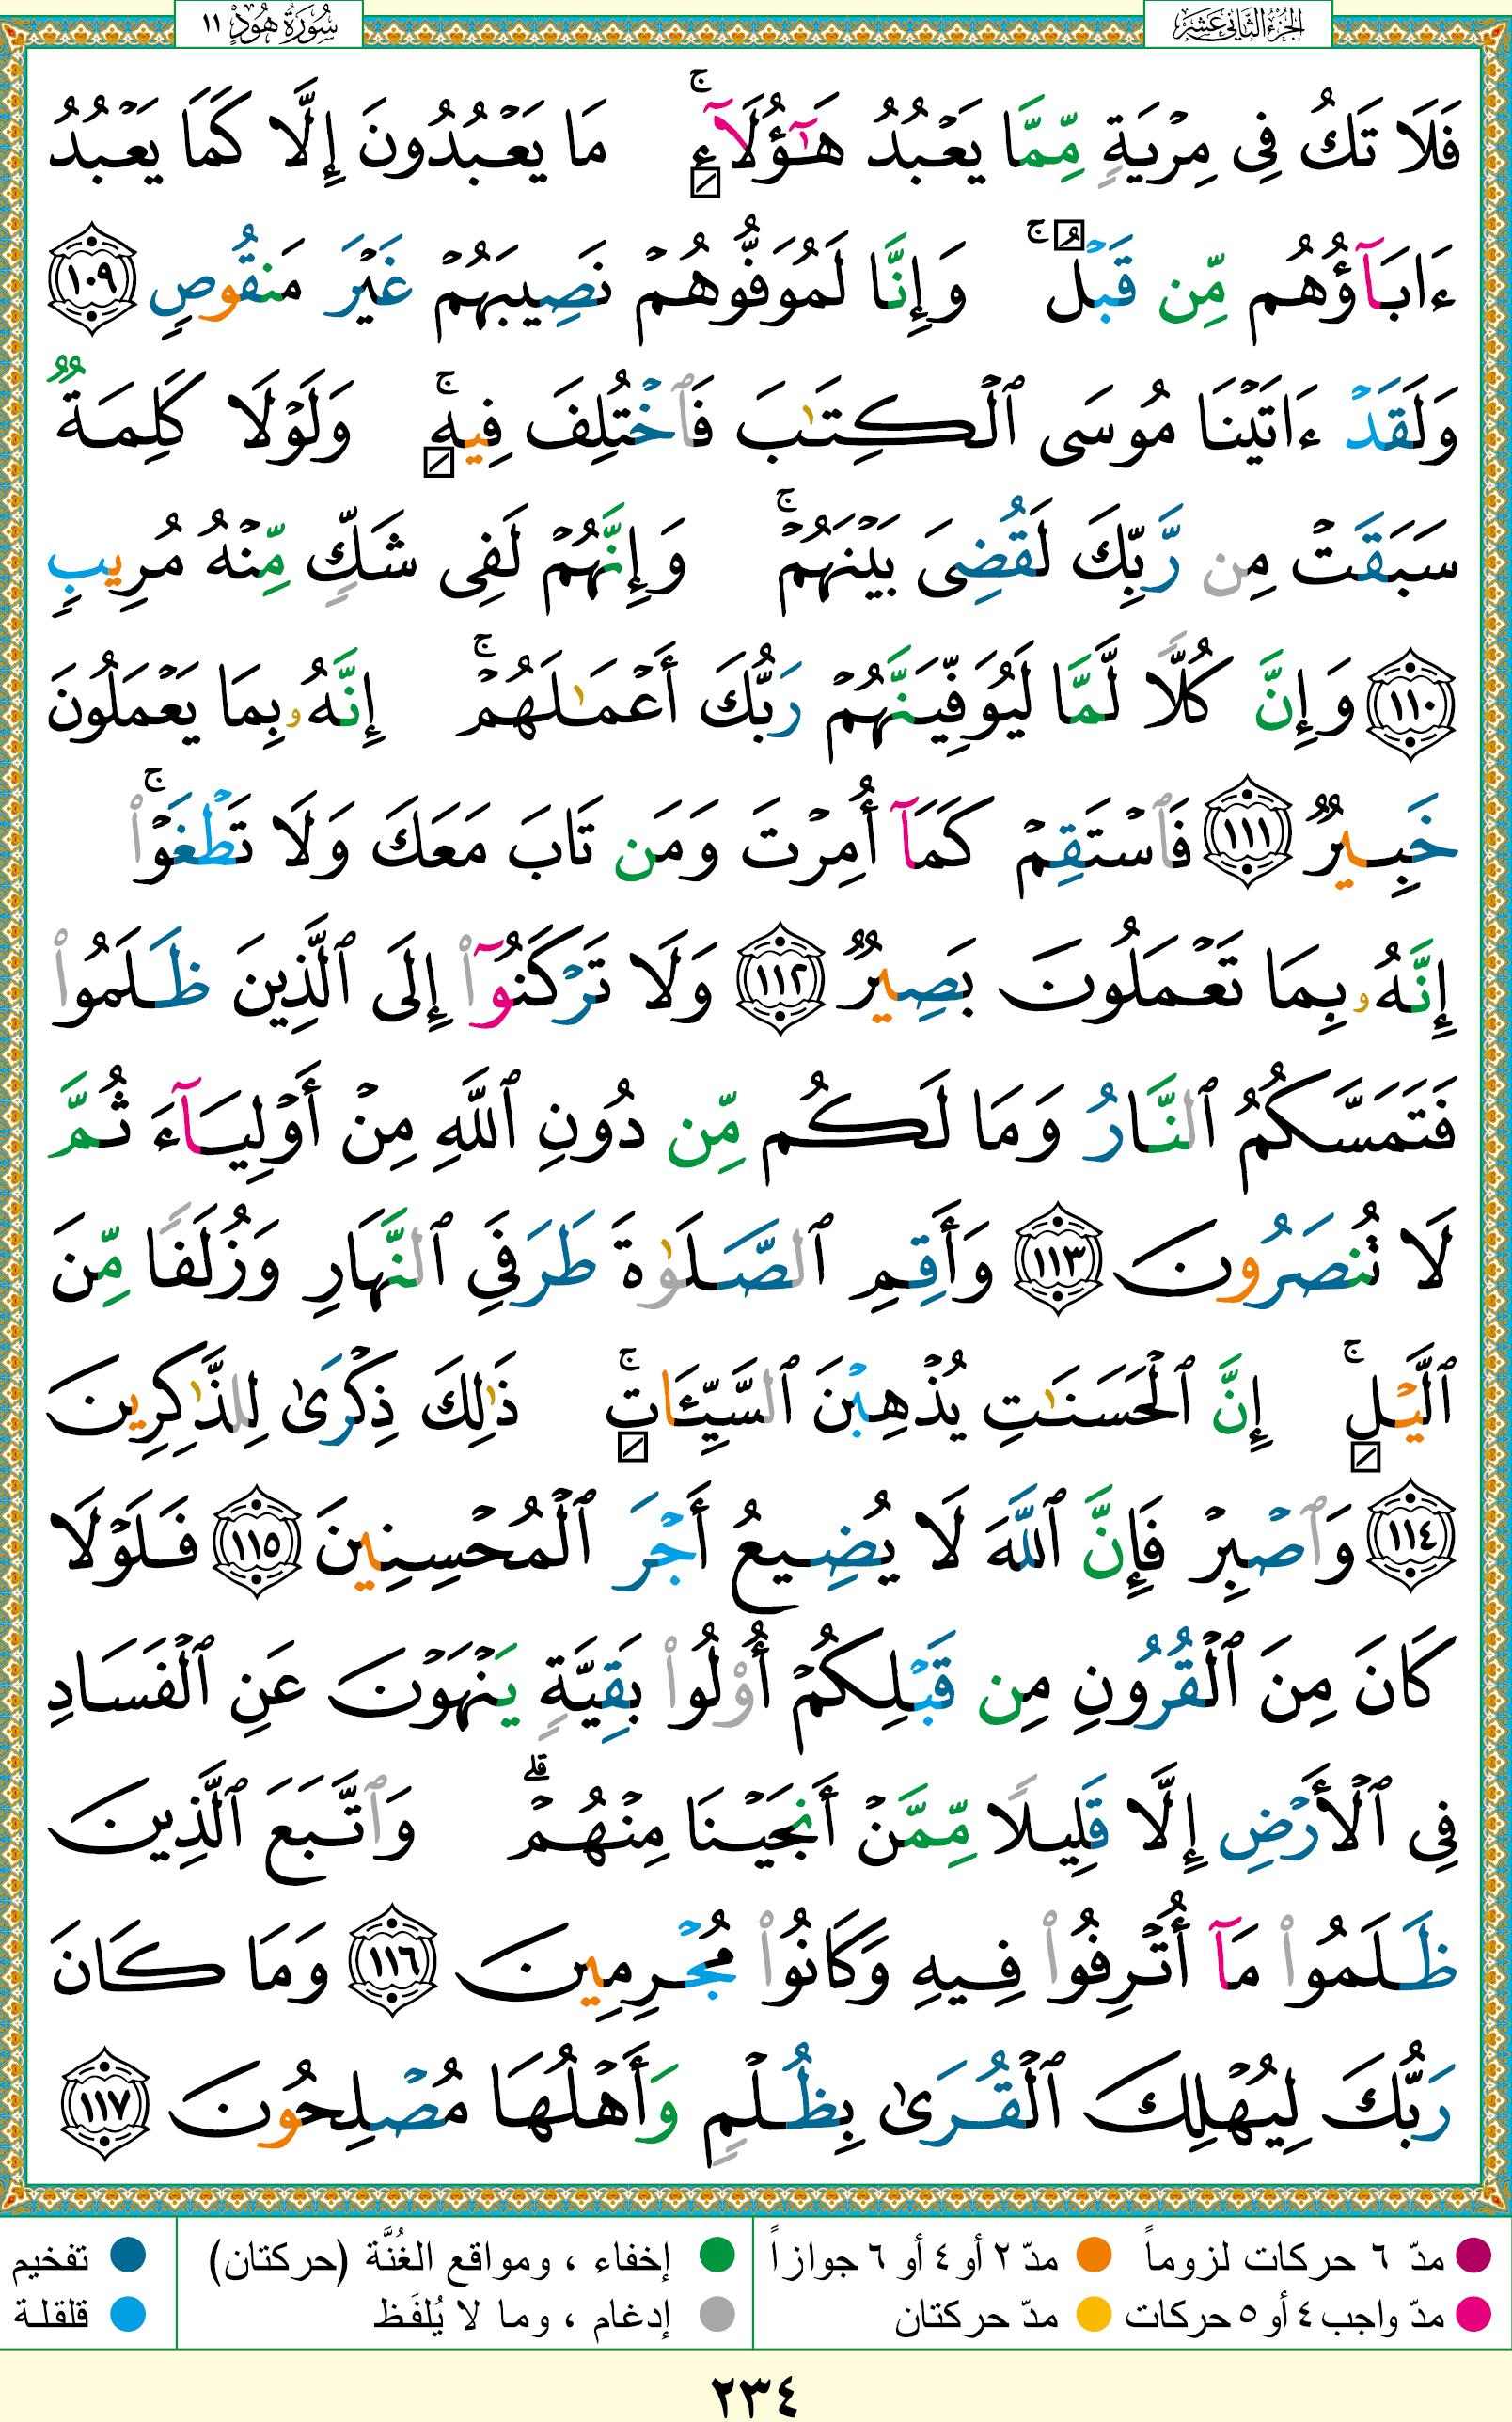 الجُزْءُ الثَّانِي عَشَرَ
سُورَةُ هُودٍ ١١
فَلَا تَكُ فِى مِرْيَةٍ مِّمَّا يَعْبُدُ هَـٰٓؤُلَآءِ ۚ مَا يَعْبُدُونَ إِلَّا كَمَا يَعْبُدُ
ءَابَآؤُهُم مِّن قَبْلُ ۚ وَإِنَّا لَمُوَفُّوهُمْ نَصِيبَهُمْ غَيْرَ مَنقُوصٍ ١٠٩
وَلَقَدْ ءَاتَيْنَا مُوسَى ٱلْكِتَـٰبَ فَٱخْتُلِفَ فِيهِ ۚ وَلَوْلَا كَلِمَةٌ
سَبَقَتْ مِن رَّبِّكَ لَقُضِىَ بَيْنَهُمْ ۚ وَإِنَّهُمْ لَفِى شَكٍّ مِّنْهُ مُرِيبٍ
١١٠ وَإِنَّ كُلًّا لَّمَّا لَيُوَفِّيَنَّهُمْ رَبُّكَ أَعْمَـٰلَهُمْ ۚ إِنَّهُۥ بِمَا يَعْمَلُونَ
خَبِيرٌ ١١١ فَٱسْتَقِمْ كَمَآ أُمِرْتَ وَمَن تَابَ مَعَكَ وَلَا تَطْغَوْا۟ ۚ
إِنَّهُۥ بِمَا تَعْمَلُونَ بَصِيرٌ ١١٢ وَلَا تَرْكَنُوٓا۟ إِلَى ٱلَّذِينَ ظَلَمُوا۟
فَتَمَسَّكُمُ ٱلنَّارُ وَمَا لَكُم مِّن دُونِ ٱللَّهِ مِنْ أَوْلِيَآءَ ثُمَّ
لَا تُنصَرُونَ ١١٣ وَأَقِمِ ٱلصَّلَوٰةَ طَرَفَىِ ٱلنَّهَارِ وَزُلَفًا مِّنَ
ٱلَّيْلِ ۚ إِنَّ ٱلْحَسَنَـٰتِ يُذْهِبْنَ ٱلسَّيِّـَٔاتِ ۚ ذَٰلِكَ ذِكْرَىٰ لِلذَّٰكِرِينَ
١١٤ وَٱصْبِرْ فَإِنَّ ٱللَّهَ لَا يُضِيعُ أَجْرَ ٱلْمُحْسِنِينَ ١١٥ فَلَوْلَا
كَانَ مِنَ ٱلْقُرُونِ مِن قَبْلِكُمْ أُو۟لُوا۟ بَقِيَّةٍ يَنْهَوْنَ عَنِ ٱلْفَسَادِ
فِى ٱلْأَرْضِ إِلَّا قَلِيلًا مِّمَّنْ أَنجَيْنَا مِنْهُمْ ۗ وَٱتَّبَعَ ٱلَّذِينَ
ظَلَمُوا۟ مَآ أُتْرِفُوا۟ فِيهِ وَكَانُوا۟ مُجْرِمِينَ ١١٦ وَمَا كَانَ
رَبُّكَ لِيُهْلِكَ ٱلْقُرَىٰ بِظُلْمٍ وَأَهْلُهَا مُصْلِحُونَ ١١٧
مدّ ٦ حركات لزوماً مدّ ٢ أو ٤ أو ٦ جوازاً إخفاء ، ومواقع الغُنَّة (حركتان) تفخيم
مدّ واجب ٤ أو ٥ حركات مدّ حركتان إدغام ، وما لا يُلفَظ قلقلة
٢٣٤